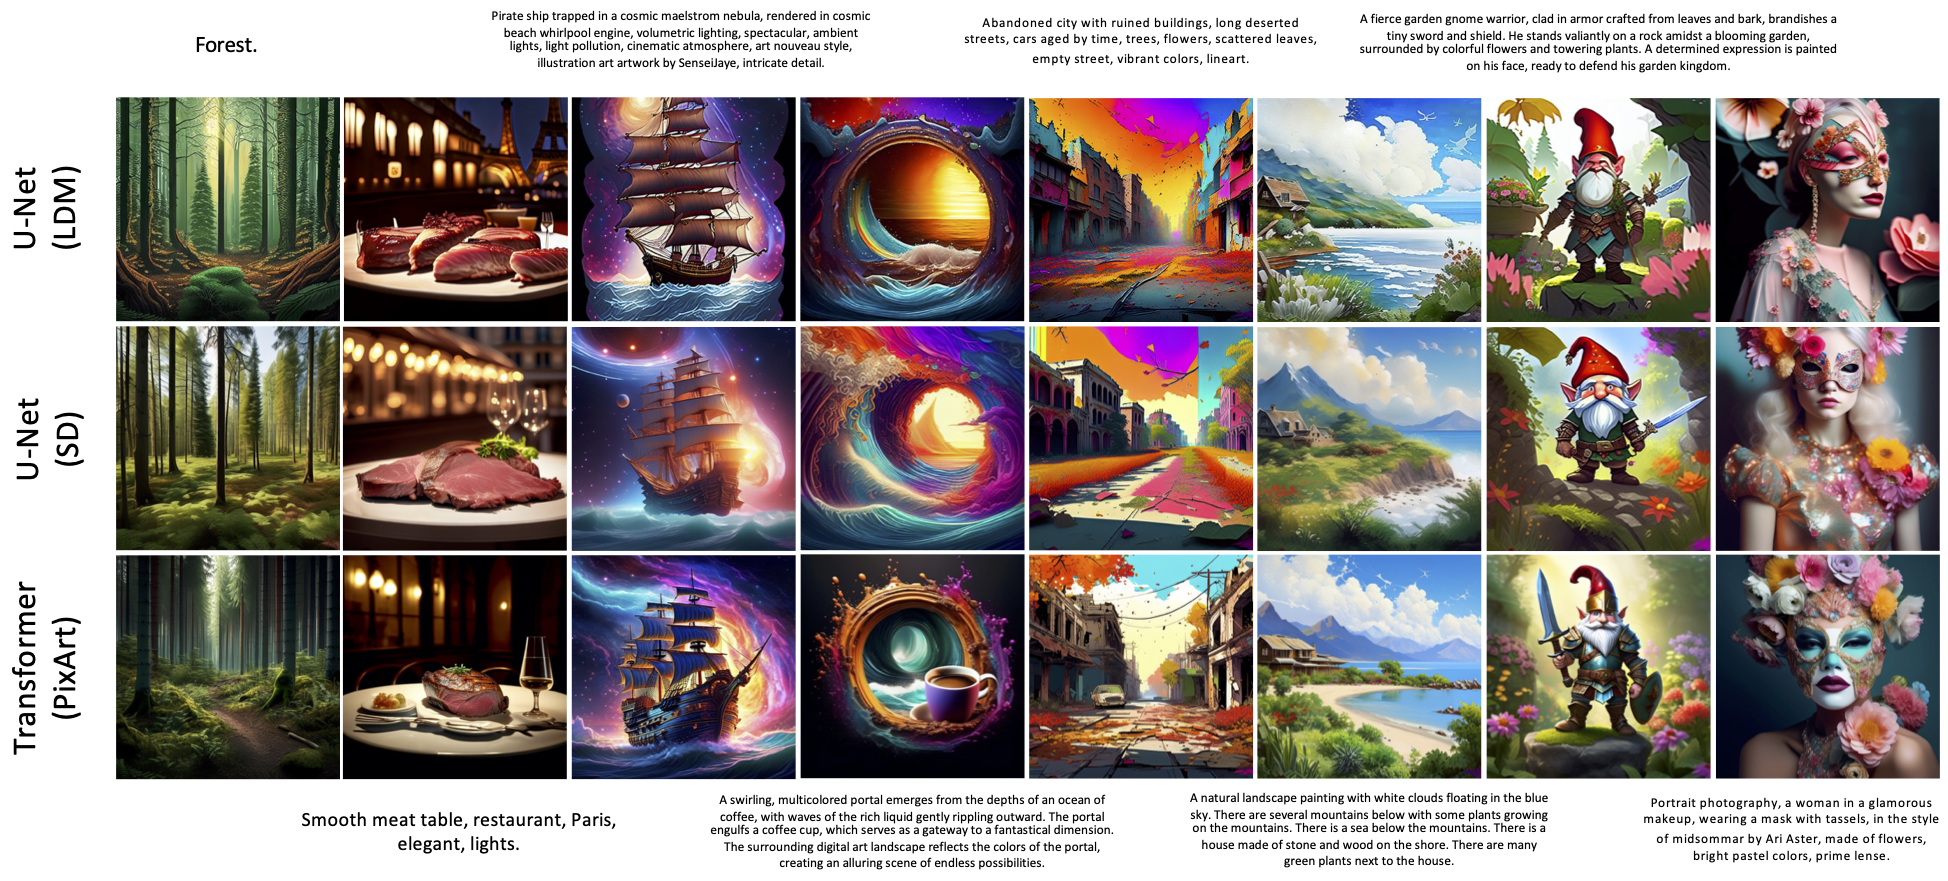 Forest.
Pirate ship trapped in a cosmic maelstrom nebula, rendered in cosmic
beach whirlpool engine, volumetric lighting, spectacular, ambient
lights, light pollution, cinematic atmosphere, art nouveau style,
illustration art artwork by SenseiJaye, intricate detail.
Abandoned city with ruined buildings, long deserted
streets, cars aged by time, trees, flowers, scattered leaves,
empty street, vibrant colors, lineart.
A fierce garden gnome warrior, clad in armor crafted from leaves and bark, brandishes a
tiny sword and shield. He stands valiantly on a rock amidst a blooming garden,
surrounded by colorful flowers and towering plants. A determined expression is painted
on his face, ready to defend his garden kingdom.
U-Net
(LDM)
U-Net
(SD)
Transformer
(PixArt)
Smooth meat table, restaurant, Paris,
elegant, lights.
A swirling, multicolored portal emerges from the depths of an ocean of
coffee, with waves of the rich liquid gently rippling outward. The portal
engulfs a coffee cup, which serves as a gateway to a fantastical dimension.
The surrounding digital art landscape reflects the colors of the portal,
creating an alluring scene of endless possibilities.
A natural landscape painting with white clouds floating in the blue
sky. There are several mountains below with some plants growing
on the mountains. There is a sea below the mountains. There is a
house made of stone and wood on the shore. There are many
green plants next to the house.
Portrait photography, a woman in a glamorous
makeup, wearing a mask with tassels, in the style
of midsommar by Ari Aster, made of flowers,
bright pastel colors, prime lense.